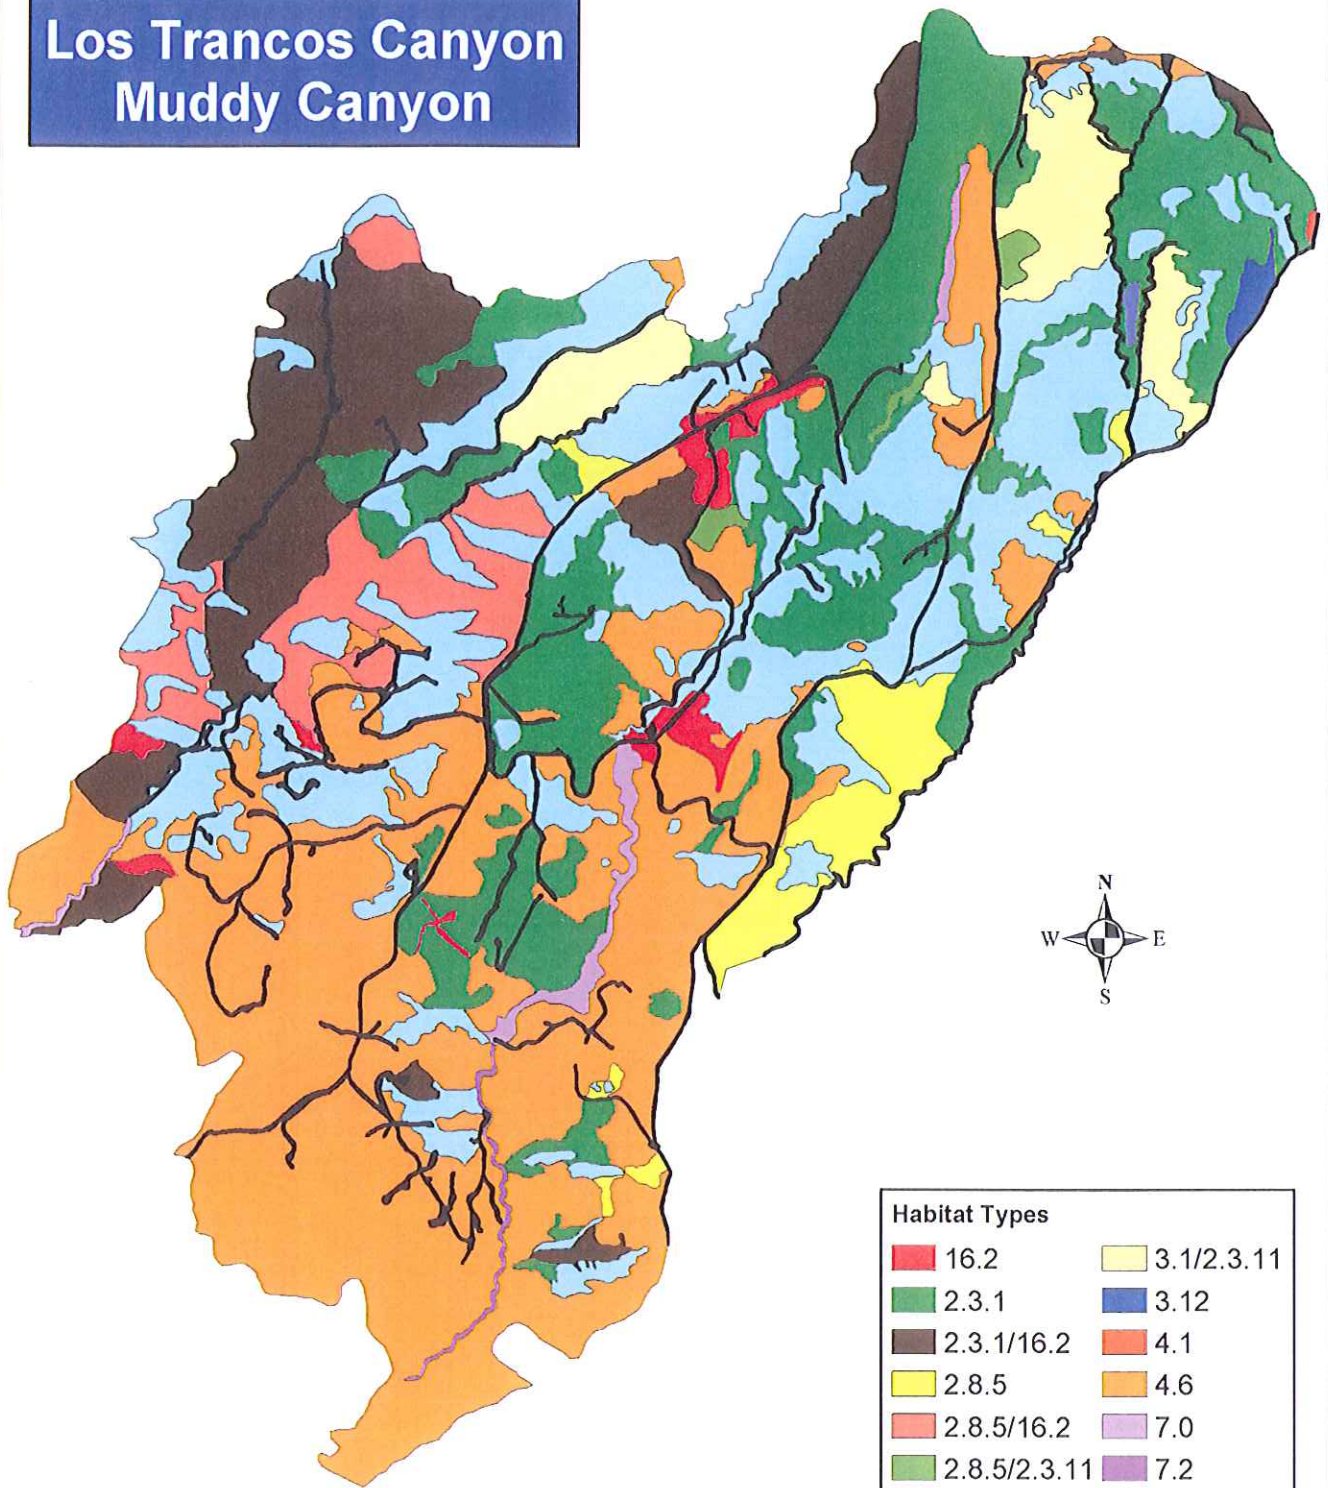 Los Trancos Canyon
Muddy Canyon
N
W E
S
Habitat Types
16.2
2.3.1
2.3.1/16.2
2.8.5
2.8.5/16.2
2.8.5/2.3.11
3.1/2.3.11
3.12
4.1
4.6
7.0
7.2